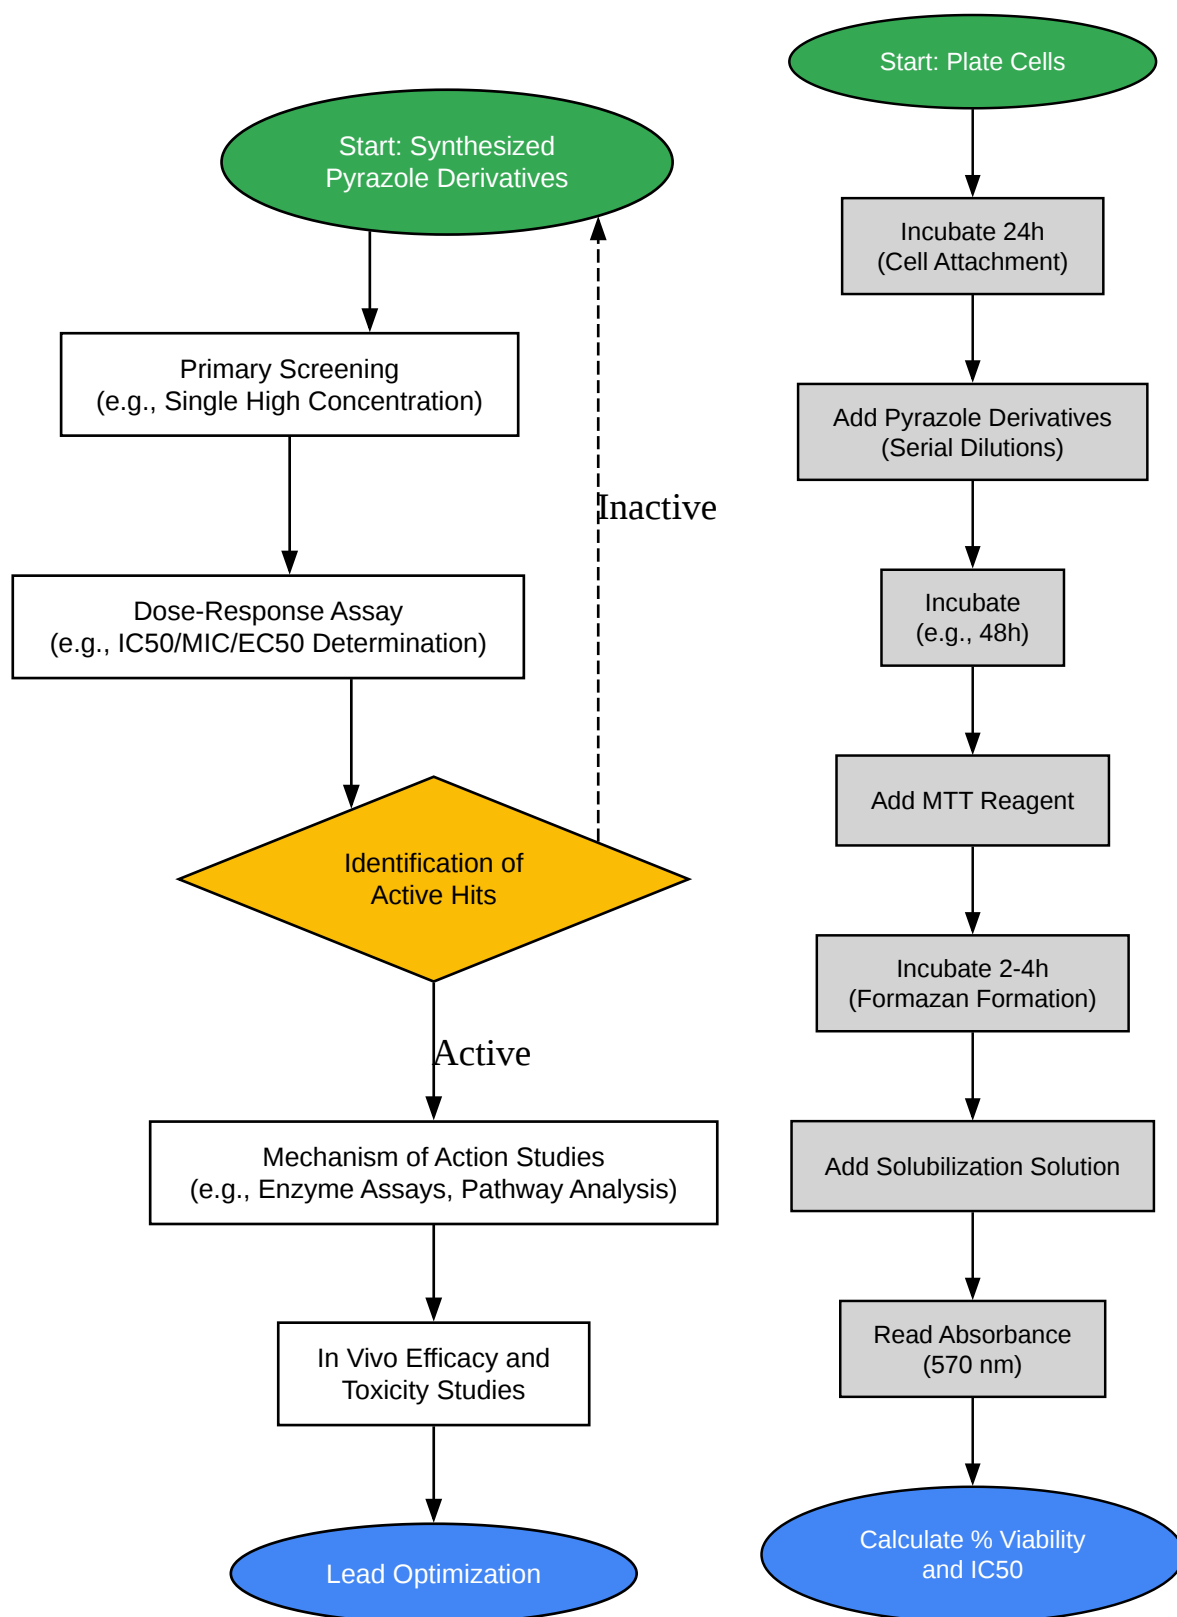 Start: Synthesized
Pyrazole Derivatives
Primary Screening
(e.g., Single High Concentration)
Dose-Response Assay
(e.g., IC50/MIC/EC50 Determination)
Identification of
Active Hits
Inactive
Active
Mechanism of Action Studies
(e.g., Enzyme Assays, Pathway Analysis)
In Vivo Efficacy and
Toxicity Studies
Lead Optimization
Start: Plate Cells
Incubate 24h
(Cell Attachment)
Add Pyrazole Derivatives
(Serial Dilutions)
Incubate
(e.g., 48h)
Add MTT Reagent
Incubate 2-4h
(Formazan Formation)
Add Solubilization Solution
Read Absorbance
(570 nm)
Calculate % Viability
and IC50